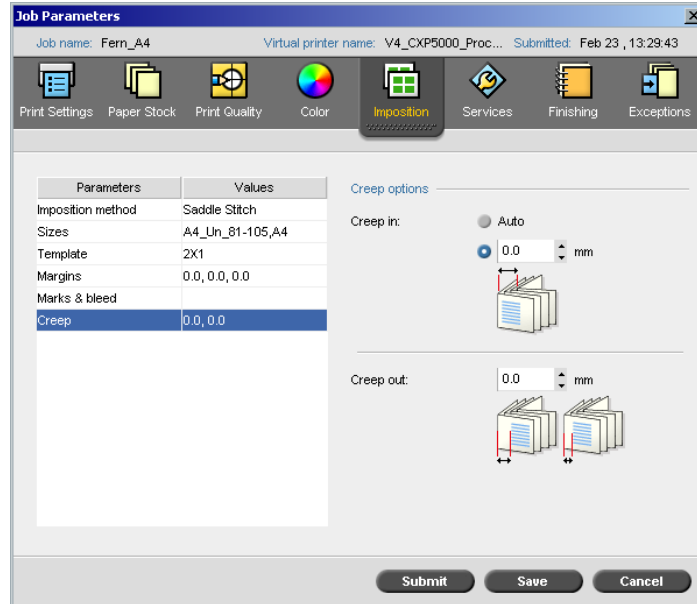 Job Parameters
Job name: Fern_A4 Virtual printer name: V4_CXP5000_Proc... Submitted: Feb 23 , 13:29:43
Print Settings Paper Stock Print Quality Color Imposition Services Finishing Exceptions
Parameters Values
Imposition method Saddle Stitch
Sizes A4_Un_81-105,A4
Template 2X1
Margins 0.0, 0.0, 0.0
Marks & bleed
Creep 0.0, 0.0
Creep options
Creep in: Auto
0.0 mm
Creep out: 0.0 mm
Submit Save Cancel